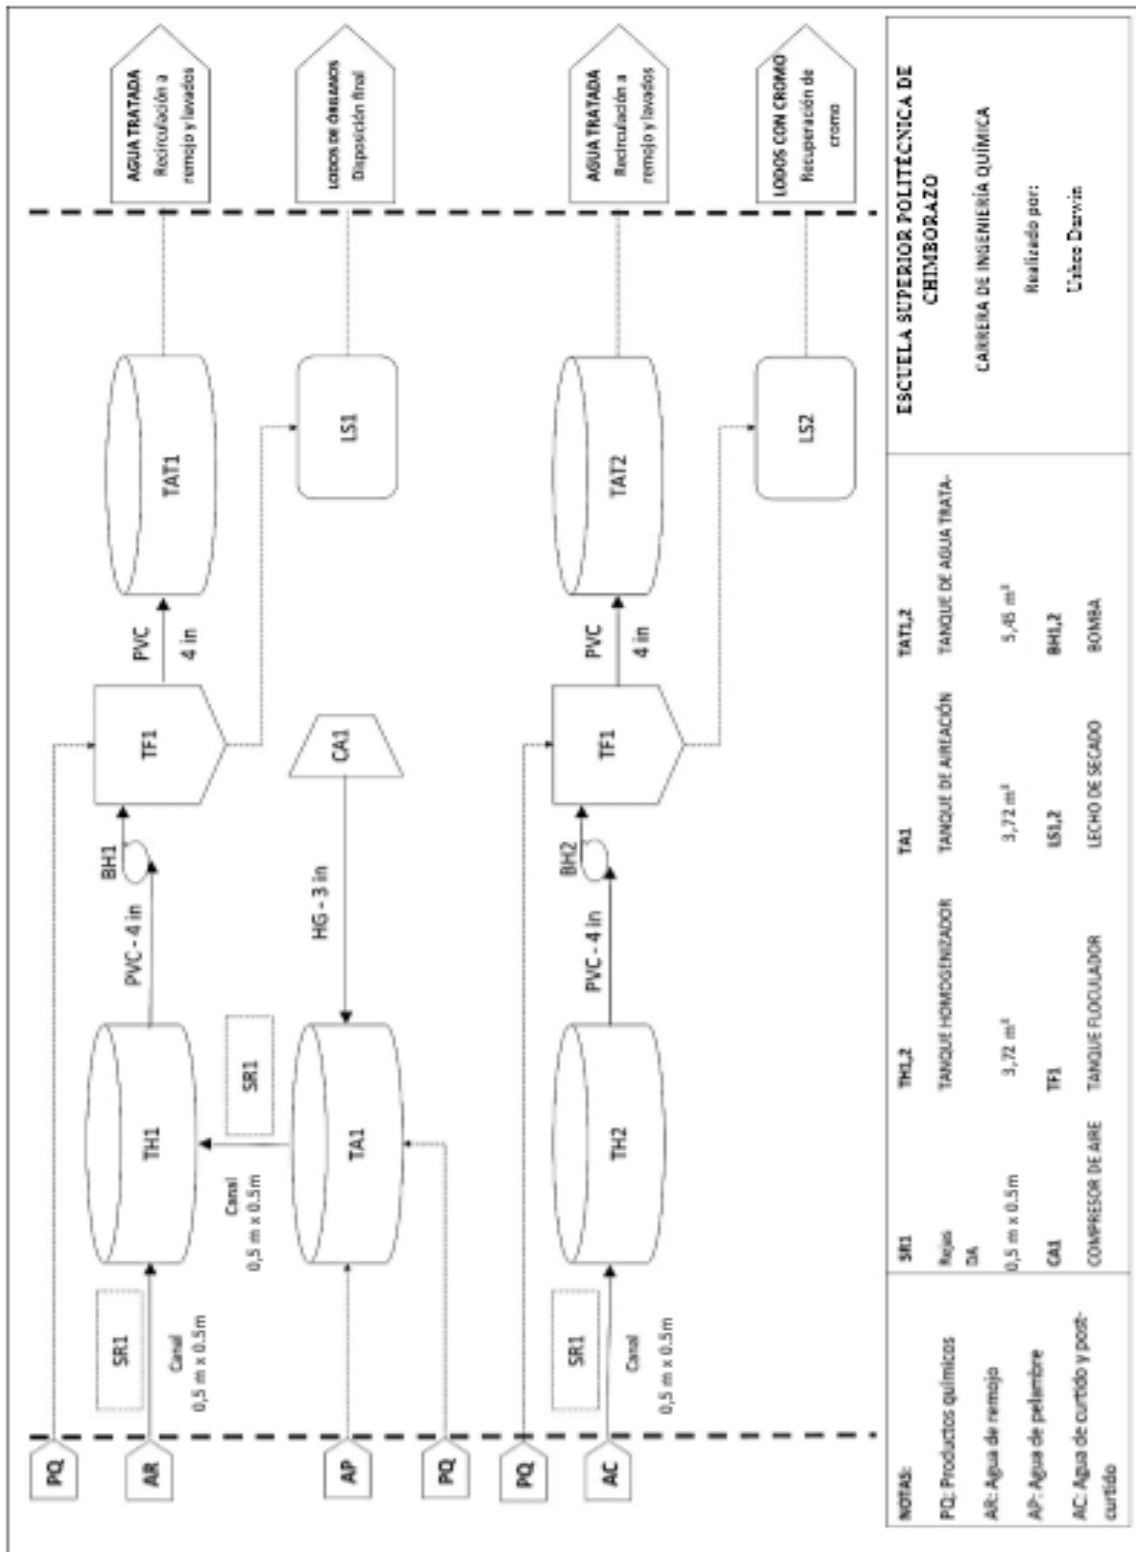 PQ
AR
AP
PQ
PQ
AC
SR1
Canal
0,5 m x 0.5m
TH1
PVC - 4 in
BH1
TF1
PVC
4 in
TAT1
AGUA TRATADA
Recirculación a
remojo y lavados
SR1
Canal
0,5 m x 0.5m
TA1
HG - 3 in
CA1
LS1
LODOS DE ÓRGANOS
Disposición final
SR1
Canal
0,5 m x 0.5m
TH2
PVC - 4 in
BH2
TF1
PVC
4 in
TAT2
AGUA TRATADA
Recirculación a
remojo y lavados
LS2
LODOS CON CROMO
Recuperación de
cromo
NOTAS:
PQ: Productos químicos
AR: Agua de remojo
AP: Agua de pelambre
AC: Agua de curtido y post-
curtido
SR1
Rejas
DA
0,5 m x 0.5m
CA1
COMPRESOR DE AIRE
TH1,2
TANQUE HOMOGENIZADOR
3,72 m³
TF1
TANQUE FLOCULADOR
TA1
TANQUE DE AIREACIÓN
3,72 m³
LS1,2
LECHO DE SECADO
TAT1,2
TANQUE DE AGUA TRATA-
5,45 m³
BH1,2
BOMBA
ESCUELA SUPERIOR POLITÉCNICA DE
CHIMBORAZO
CARRERA DE INGENIERÍA QUÍMICA
Realizado por:
Darwin